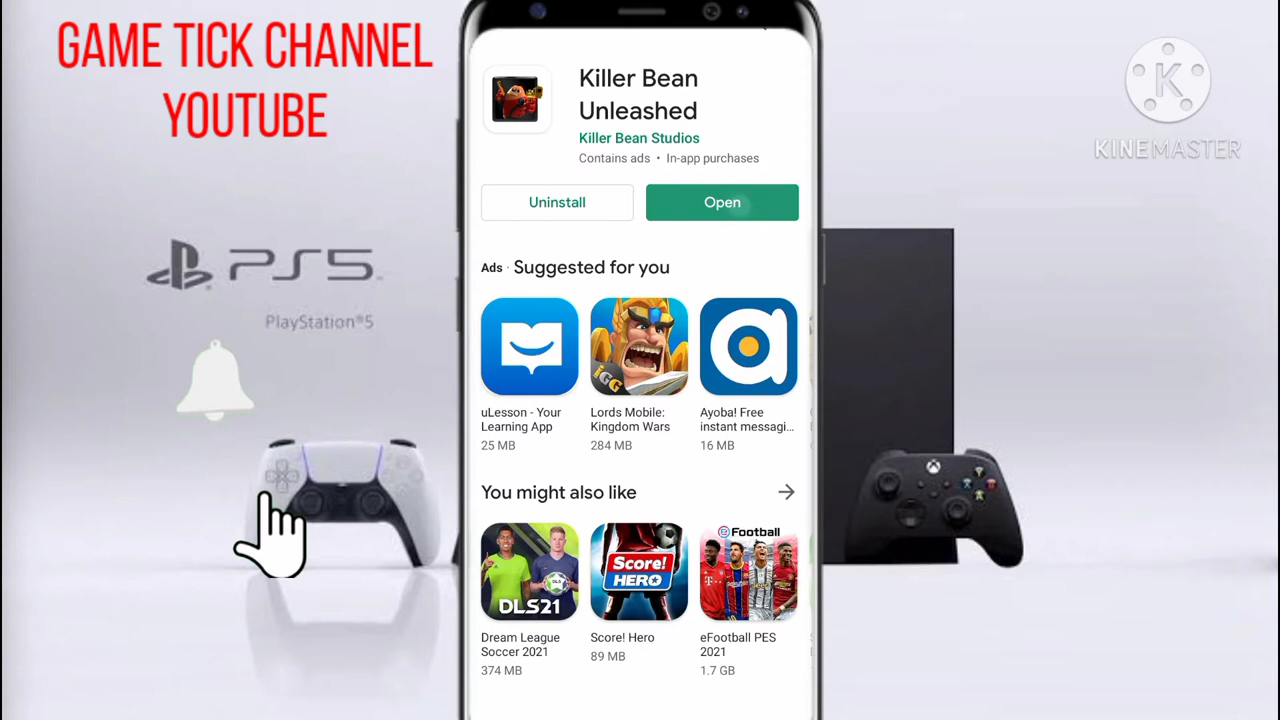 GAME TICK CHANNEL
YOUTUBE
K
KINEMASTER
PS5
PlayStation®5
Killer Bean
Unleashed
Killer Bean Studios
Contains ads • In-app purchases
Uninstall
Open
Ads · Suggested for you
IGG
a
uLesson - Your
Learning App
25 MB
Lords Mobile:
Kingdom Wars
284 MB
Ayoba! Free
instant messagi...
16 MB
You might also like
DLS21
Score!
HERO
eFootball
Dream League
Soccer 2021
374 MB
Score! Hero
89 MB
eFootball PES
2021
1.7 GB